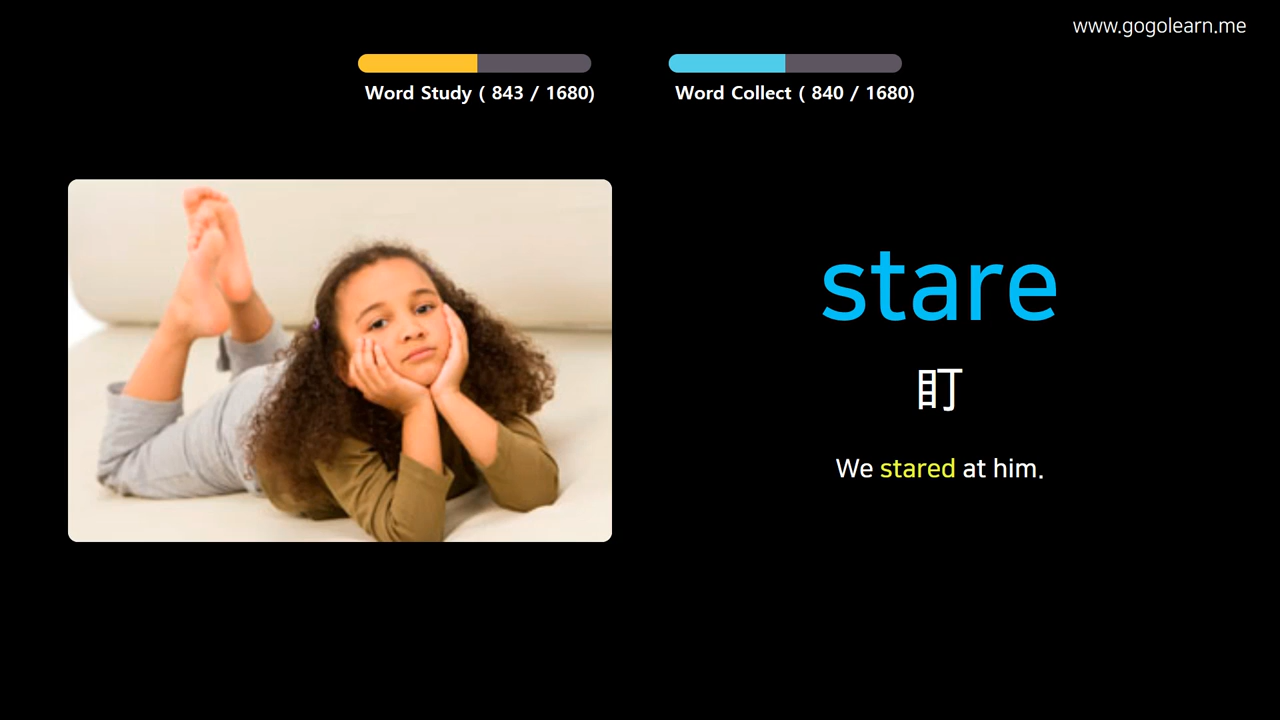 www.gogolearn.me
Word Study ( 843 / 1680)
Word Collect ( 840 / 1680)
stare
盯
We stared at him.